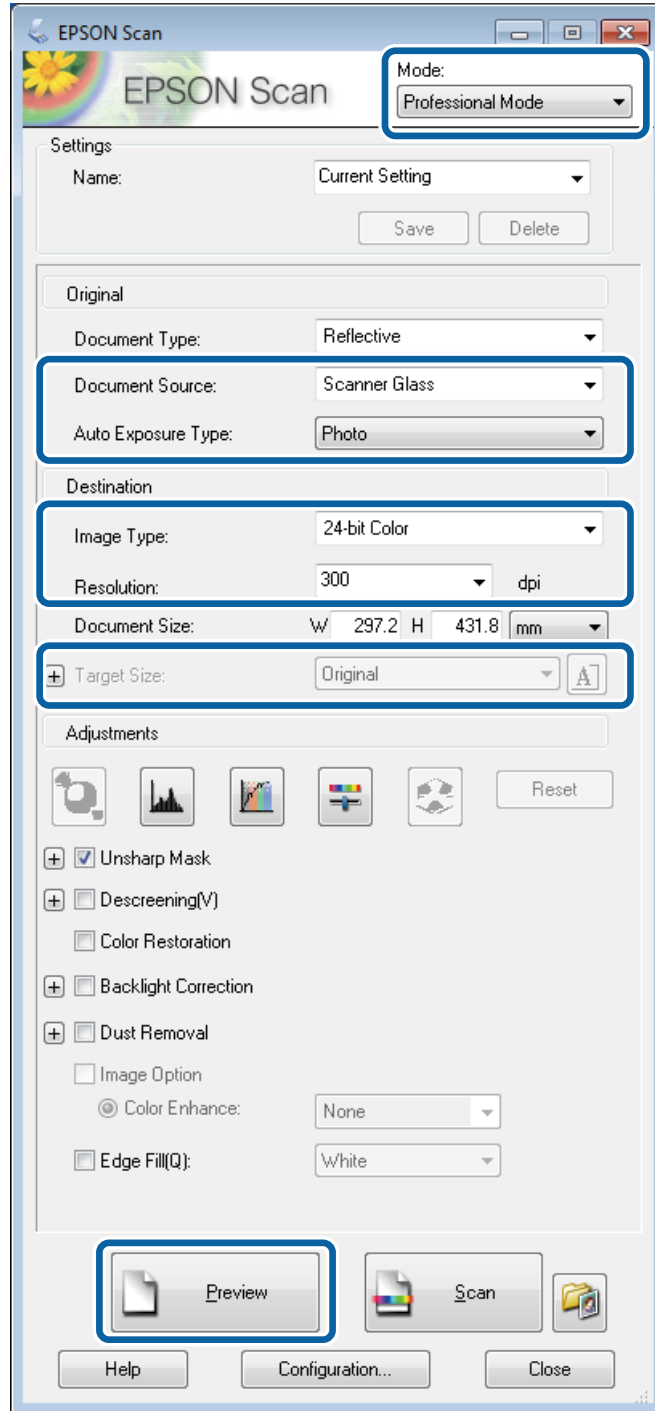 EPSON Scan
EPSON Scan
Mode:
Professional Mode
Settings
Name: Current Setting
Save Delete
Original
Document Type: Reflective
Document Source: Scanner Glass
Auto Exposure Type: Photo
Destination
Image Type: 24-bit Color
Resolution: 300 dpi
Document Size: W 297.2 H 431.8 mm
Target Size: Original A
Adjustments
Reset
Unsharp Mask
Descreening(V)
Color Restoration
Backlight Correction
Dust Removal
Image Option
Color Enhance: None
Edge Fill(Q): White
Preview Scan
Help Configuration... Close